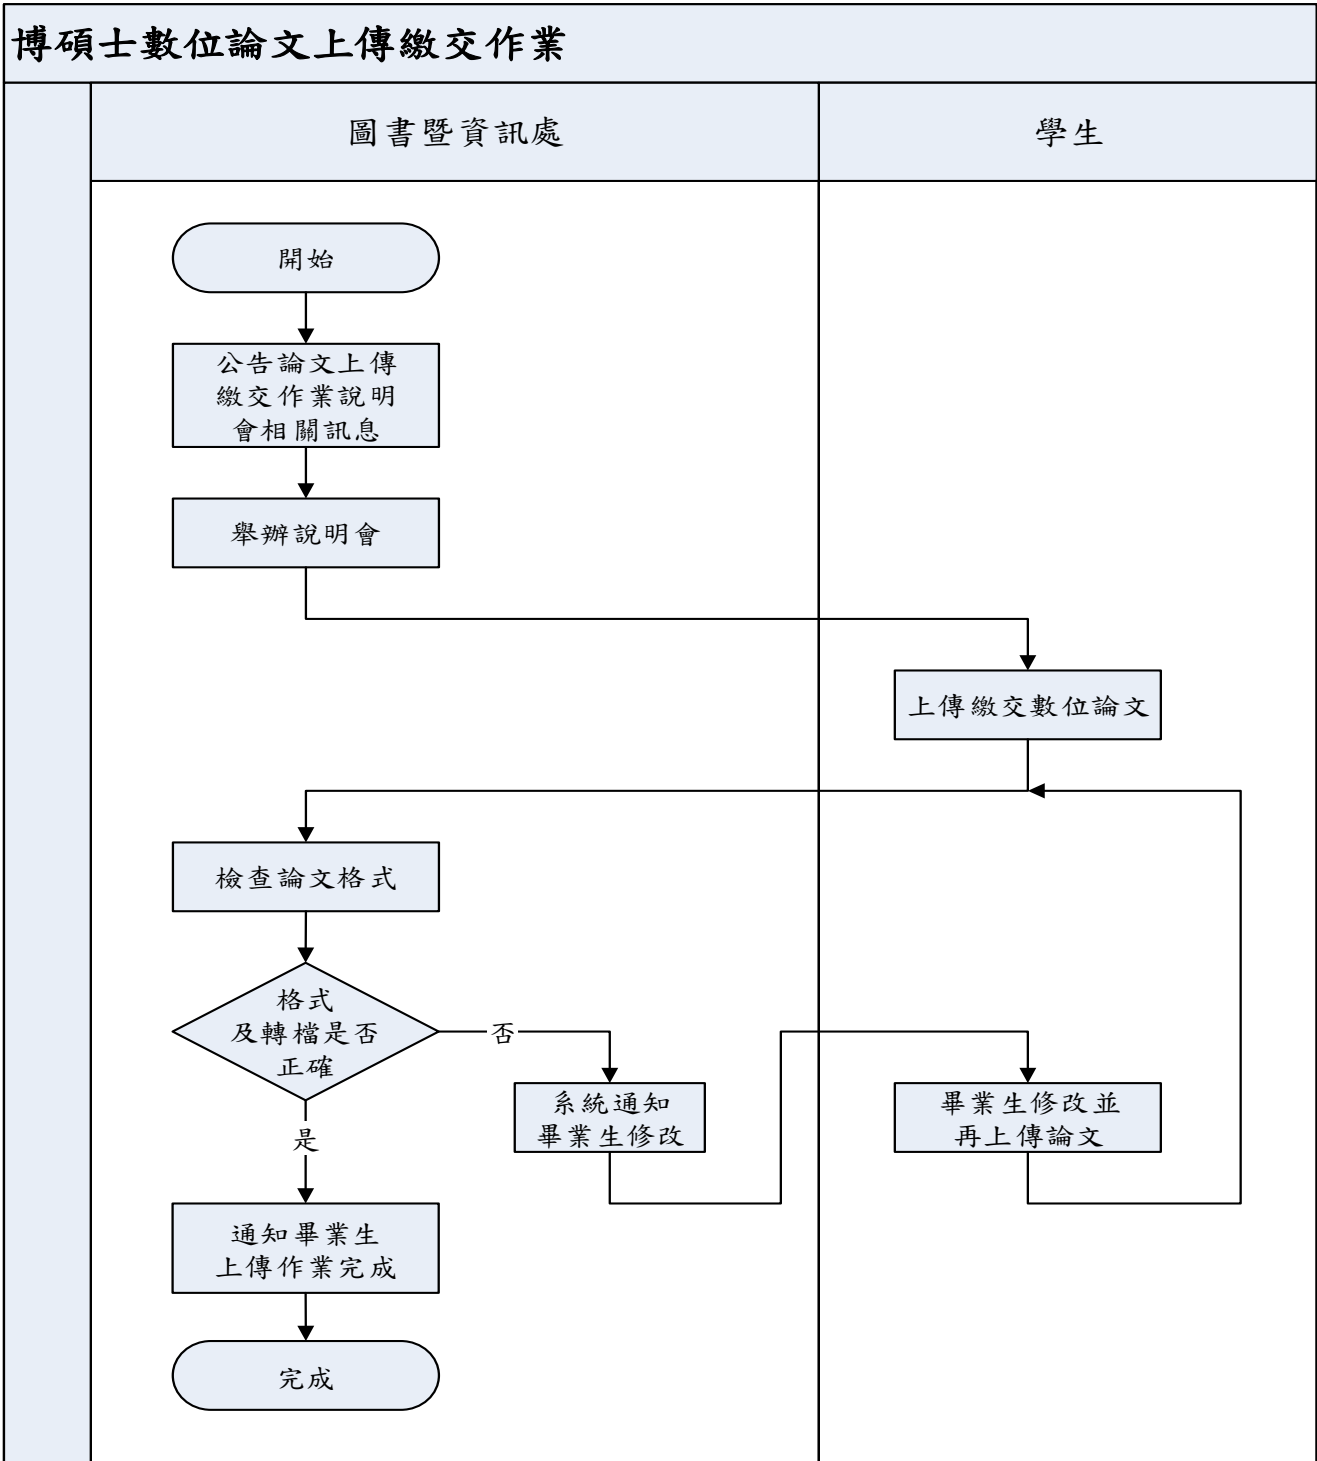 博碩士數位論文上傳繳交作業
圖書暨資訊處
學生
開始
公告論文上傳
繳交作業說明
會相關訊息
舉辦說明會
上傳繳交數位論文
檢查論文格式
格式
及轉檔是否
正確
否
系統通知
畢業生修改
畢業生修改並
再上傳論文
是
通知畢業生
上傳作業完成
完成